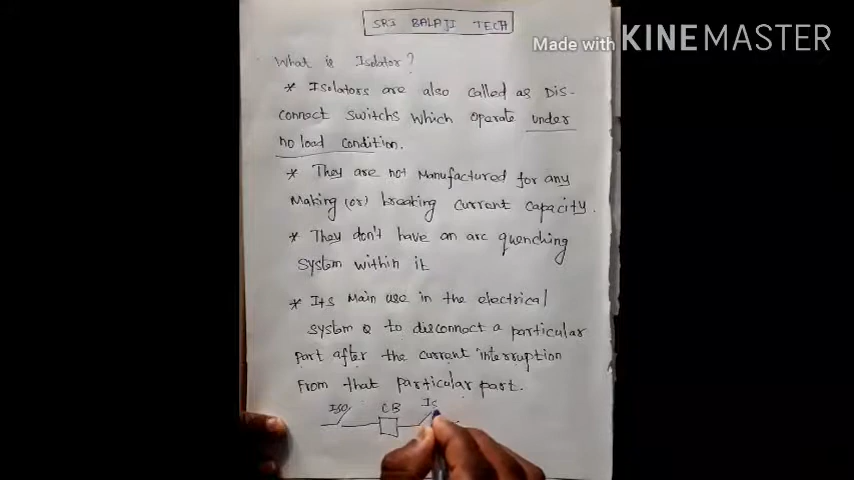 SRI BALAJI TECH
Made with KINEMASTER
What is Isolator?
* Isolators are also called as Dis-
connect switchs which operate under
no load condition.
* They are not Manufactured for any
Making (or) breaking current capacity.
* They don't have an arc quenching
system within it
* Its Main use in the electrical
system is to disconnect a particular
part after the current interruption
From that particular part.
ISO CB IS